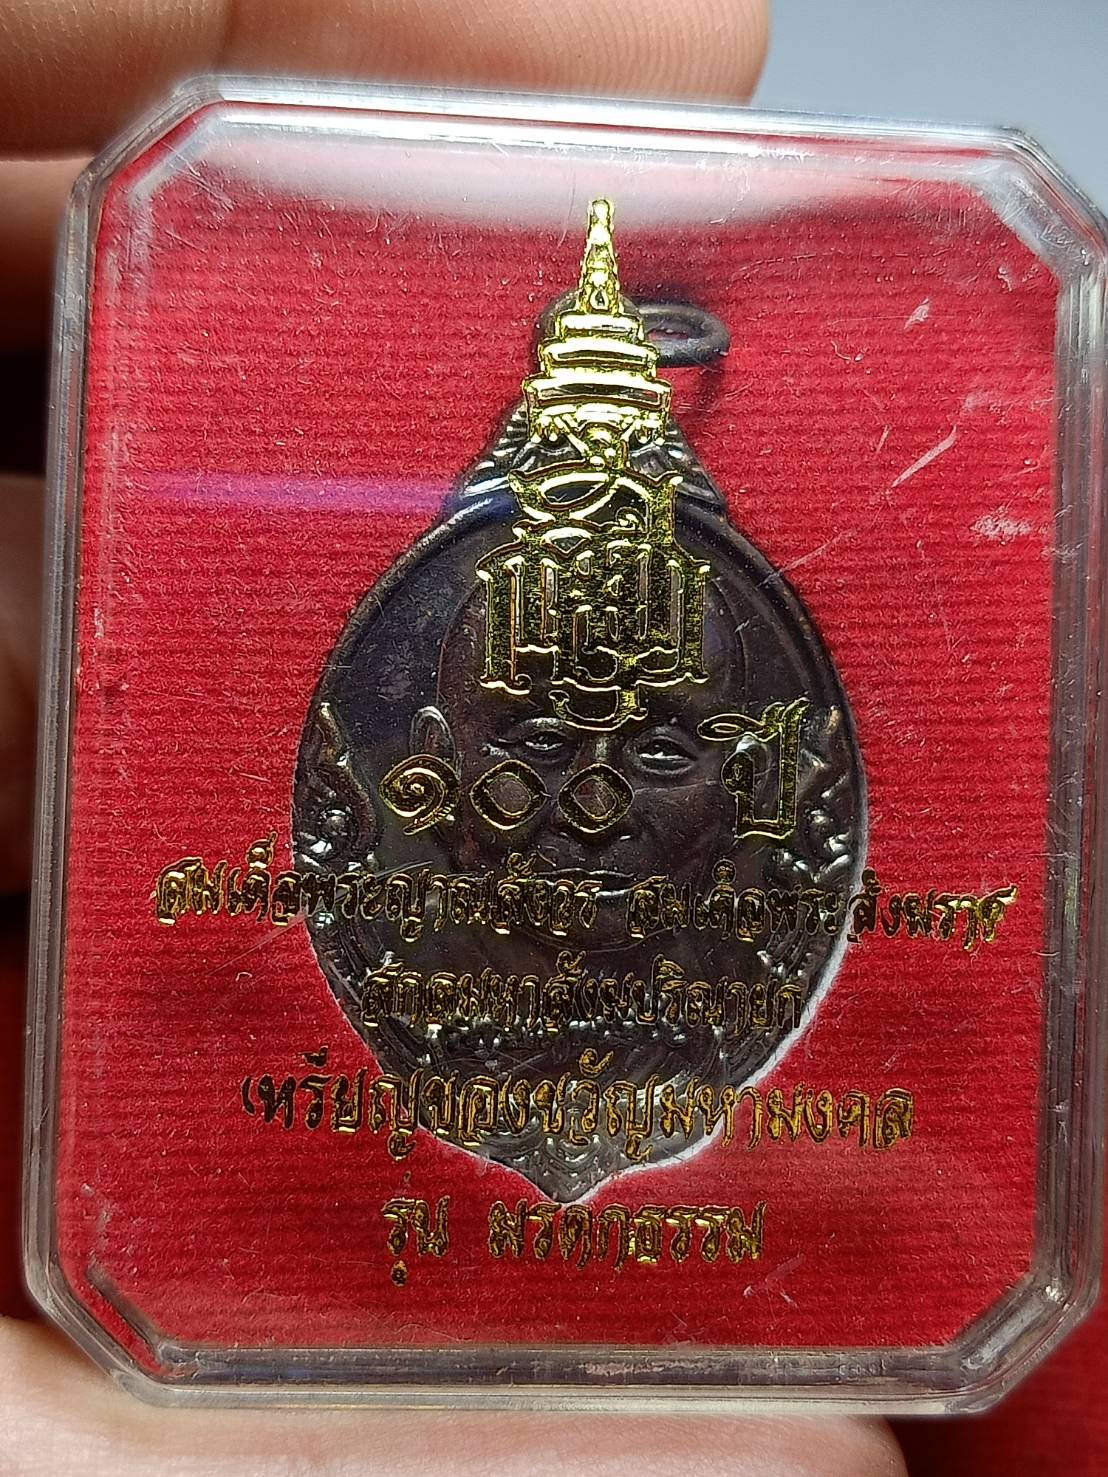 ๑๐๐ ปี
สมเด็จพระญาณสังวร สมเด็จพระสังฆราช
สกลมหาสังฆปริณายก
เหรียญของขวัญมหามงคล
รุ่น มรดกธรรม